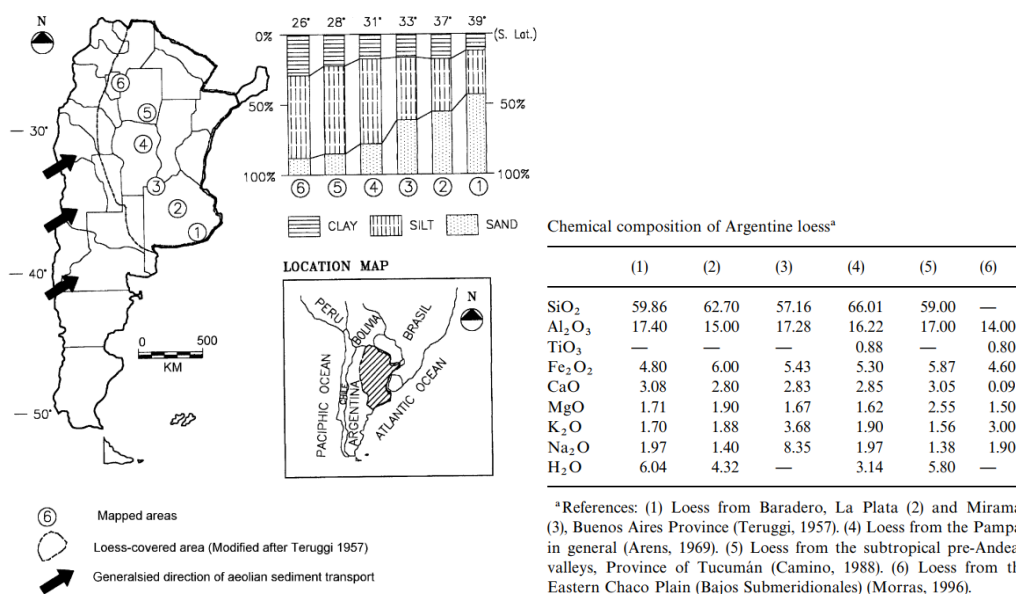 N
6
5
4
3
2
1
— 30°
— 40°
— 50°
0 500
KM
26° 28° 31° 33° 37° 39°
0% (S. Lat.)
50% 50%
100% 100%
6 5 4 3 2 1
CLAY SILT SAND
LOCATION MAP
N
PERU
BOLIVIA
BRASIL
PACIPHIC OCEAN
CHILE
ARGENTINA
ATLANTIC OCEAN
6 Mapped areas
Loess-covered area (Modified after Teruggi 1957)
Generalsied direction of aeolian sediment transport
Chemical composition of Argentine loessᵃ
(1) (2) (3) (4) (5) (6)
SiO₂ 59.86 62.70 57.16 66.01 59.00 —
Al₂O₃ 17.40 15.00 17.28 16.22 17.00 14.00
TiO₃ — — — 0.88 — 0.80
Fe₂O₂ 4.80 6.00 5.43 5.30 5.87 4.60
CaO 3.08 2.80 2.83 2.85 3.05 0.09
MgO 1.71 1.90 1.67 1.62 2.55 1.50
K₂O 1.70 1.88 3.68 1.90 1.56 3.00
Na₂O 1.97 1.40 8.35 1.97 1.38 1.90
H₂O 6.04 4.32 — 3.14 5.80 —
ᵃReferences: (1) Loess from Baradero, La Plata (2) and Mirama
(3), Buenos Aires Province (Teruggi, 1957). (4) Loess from the Pampa
in general (Arens, 1969). (5) Loess from the subtropical pre-Andea
valleys, Province of Tucumán (Camino, 1988). (6) Loess from th
Eastern Chaco Plain (Bajos Submeridionales) (Morras, 1996).